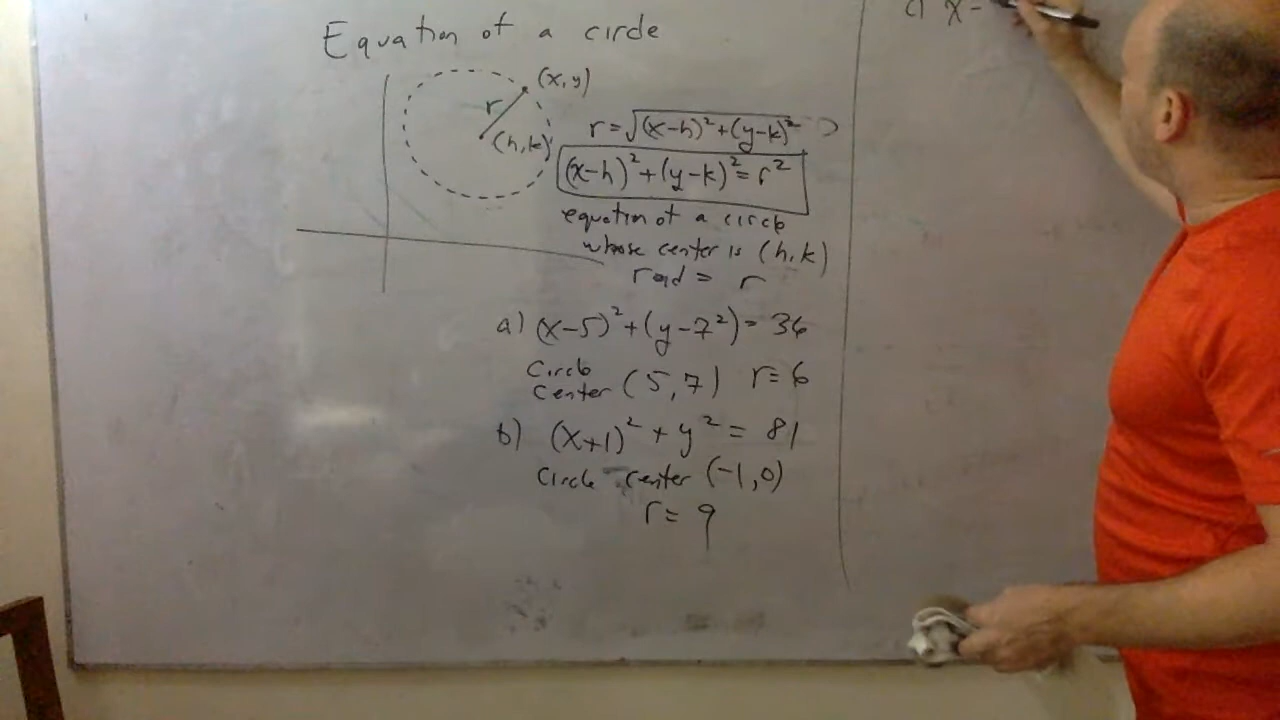 Equation of a circle
(x,y)
r
(h,k)
r=√(x-h)²+(y-k)²
(x-h)²+(y-k)²=r²
equation of a circle
whose center is (h,k)
rad = r
a) (x-5)²+(y-7²)=36
Circle
center (5,7) r=6
b) (x+1)²+y²=81
Circle center (-1,0)
r=9
c) x-